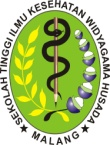 SEKOLAH TINGGI ILMU KESEHATAN WIDYAGAMA HUSADA
MALANG